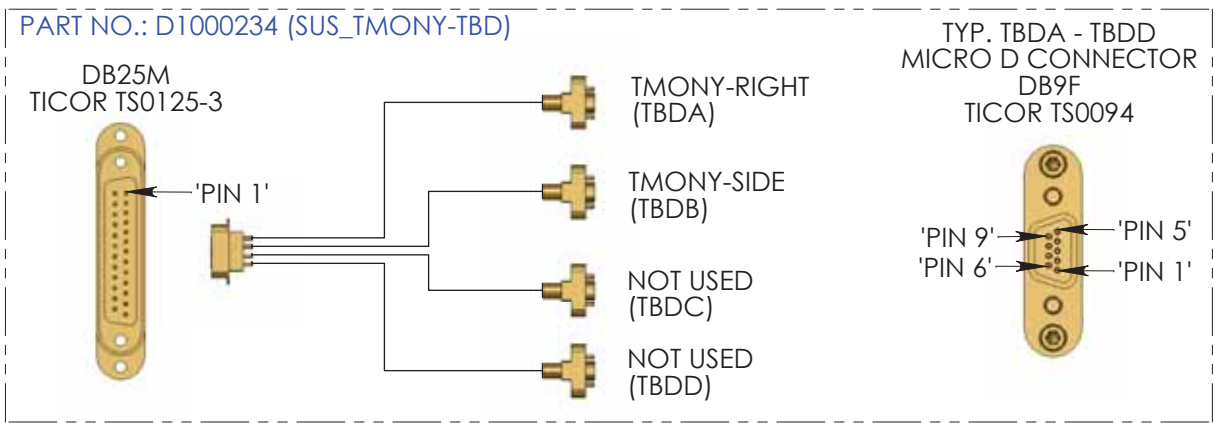 PART NO.: D1000234 (SUS_TMONY-TBD)
DB25M
TICOR TS0125-3
'PIN 1'
TMONY-RIGHT
(TBDA)
TMONY-SIDE
(TBDB)
NOT USED
(TBDC)
NOT USED
(TBDD)
TYP. TBDA - TBDD
MICRO D CONNECTOR
DB9F
TICOR TS0094
'PIN 9'
'PIN 5'
'PIN 6'
'PIN 1'